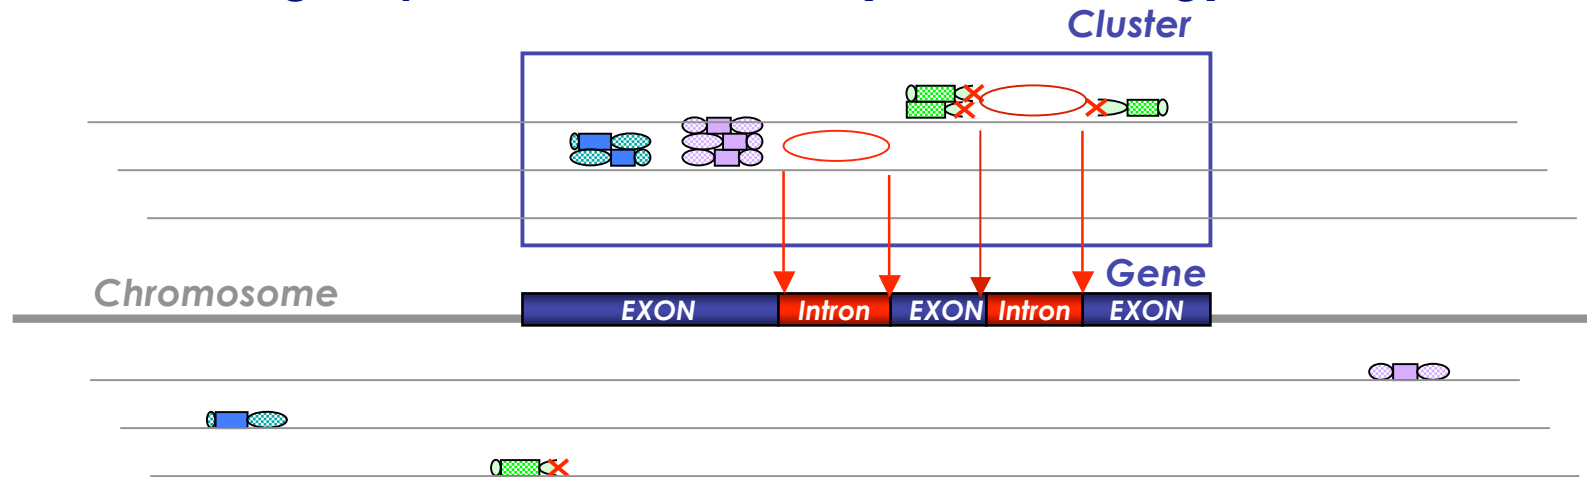 Cluster
Gene
Chromosome
EXON Intron EXON Intron EXON